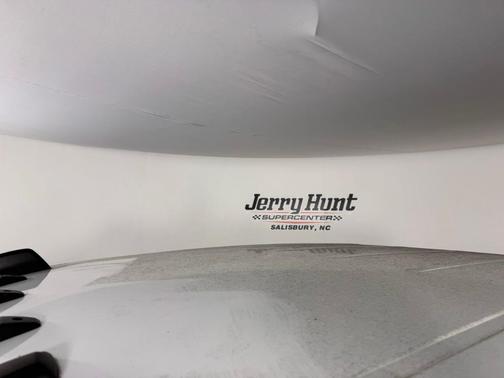 Jerry Hunt
SUPERCENTER
SALISBURY, NC